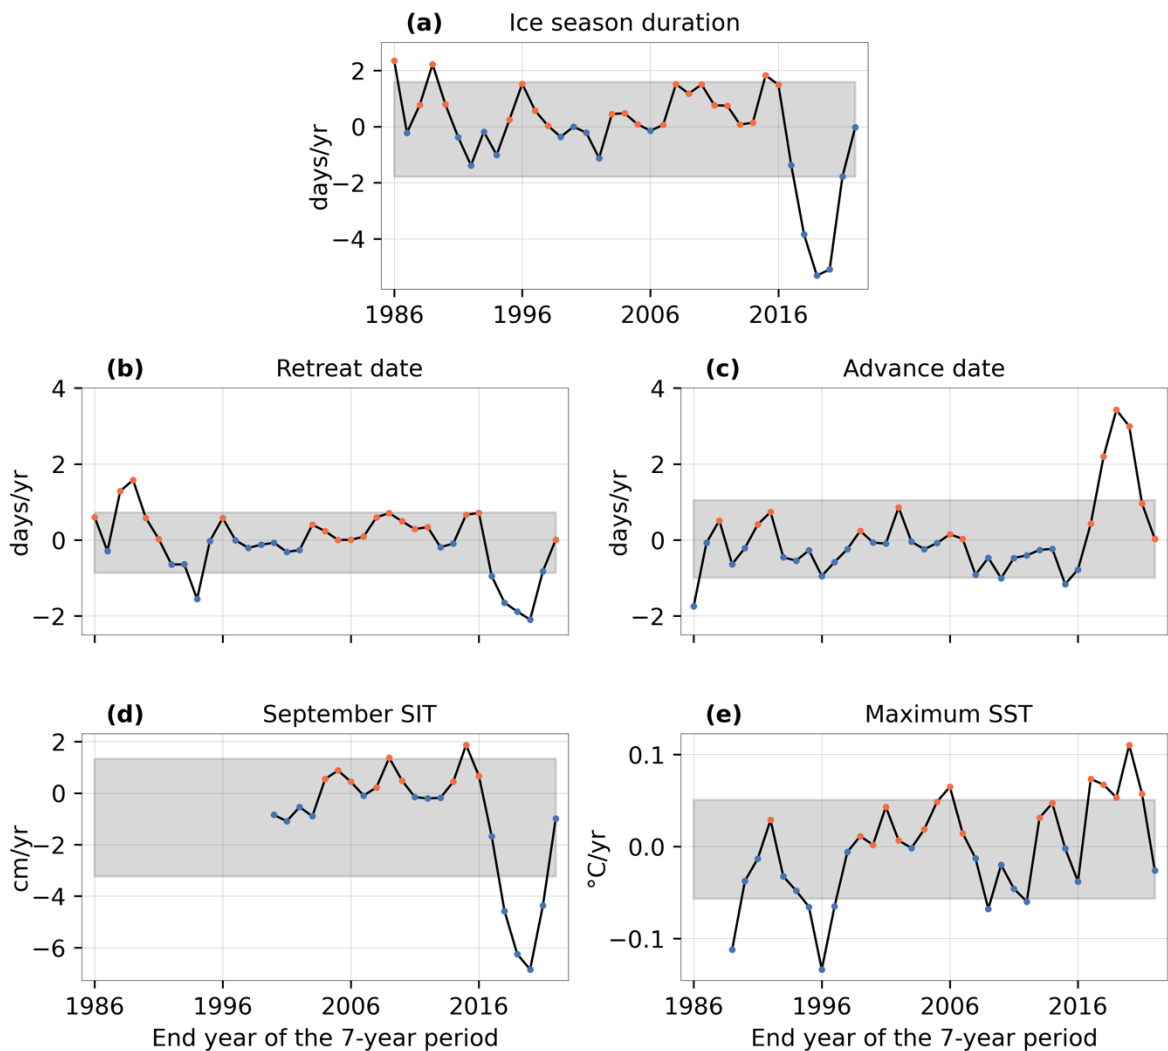 (a) Ice season duration
2
0
−2
−4
days/yr
1986 1996 2006 2016
(b) Retreat date
4
2
0
−2
days/yr
(c) Advance date
4
2
0
−2
days/yr
(d) September SIT
2
0
−2
−4
−6
cm/yr
1986 1996 2006 2016
End year of the 7-year period
(e) Maximum SST
0.1
0.0
−0.1
°C/yr
1986 1996 2006 2016
End year of the 7-year period